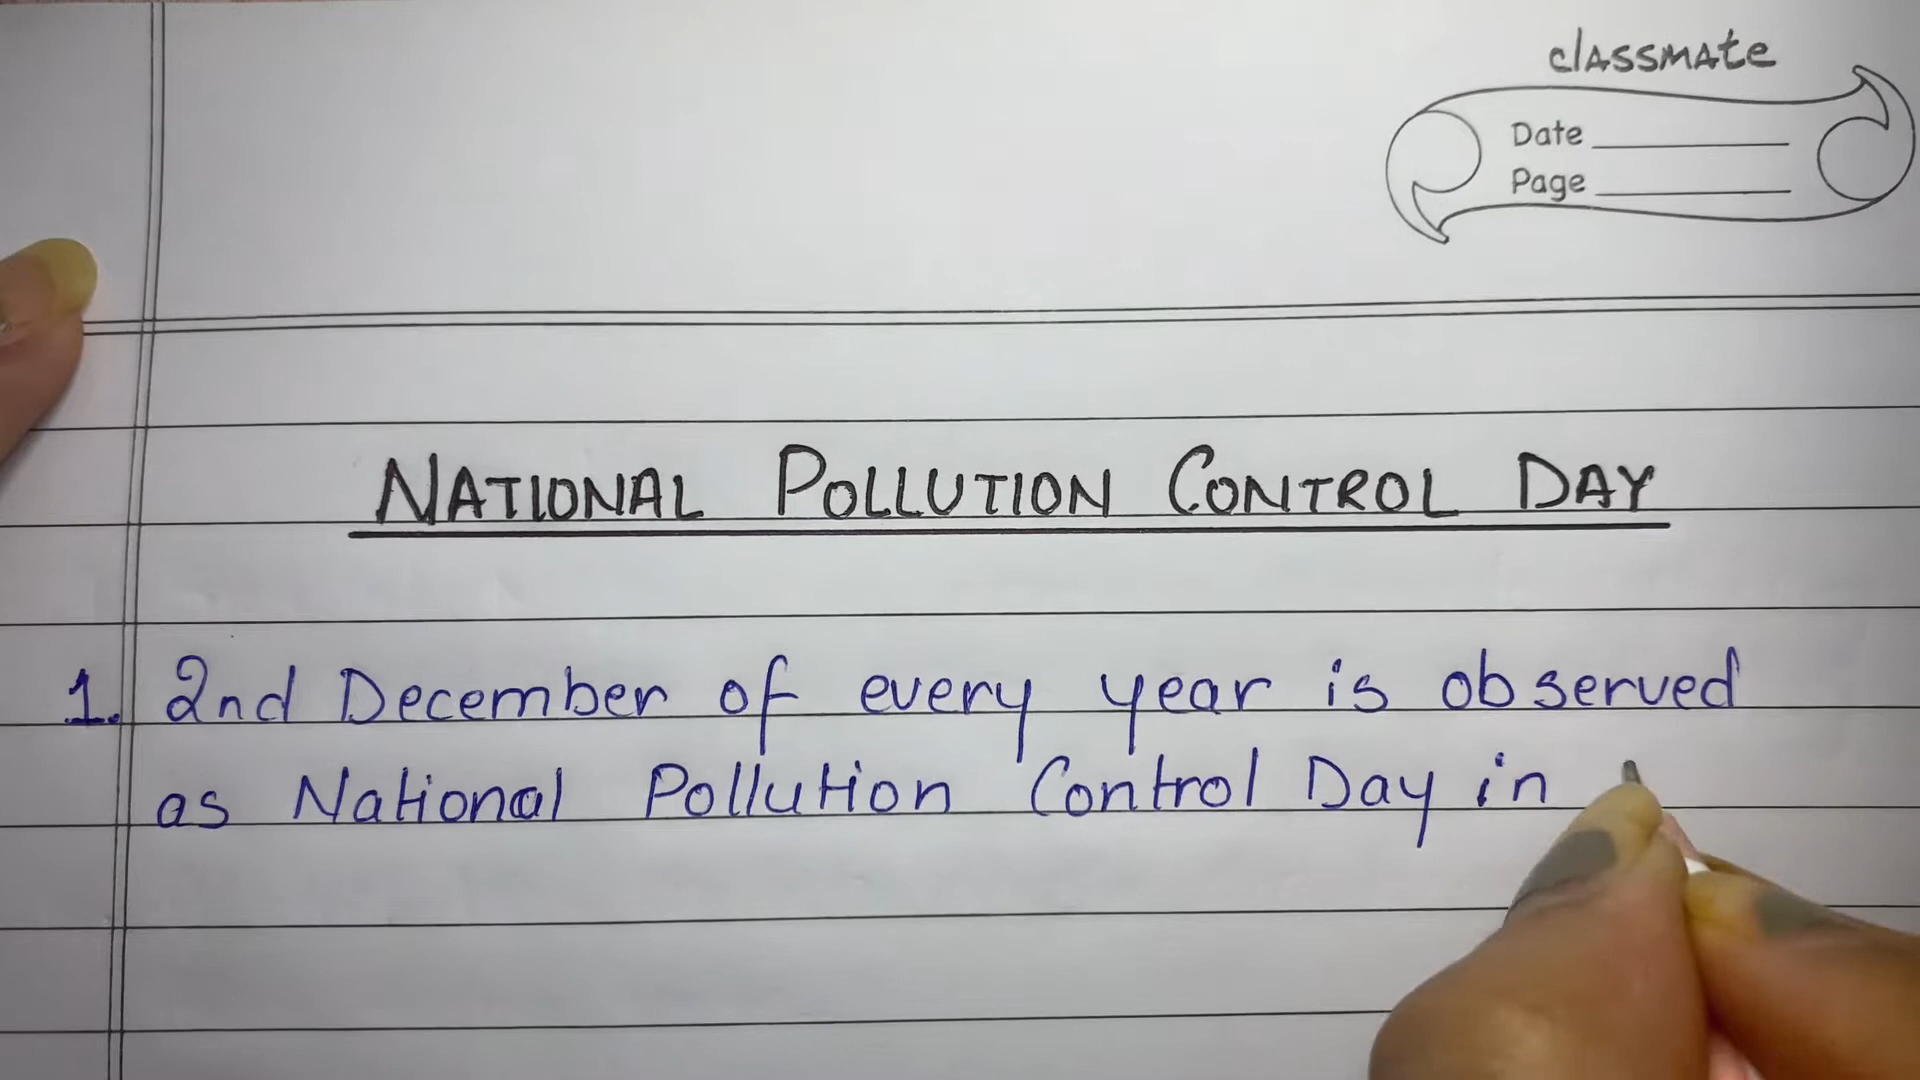 classmate
Date
Page
NATIONAL POLLUTION CONTROL DAY
1. 2nd December of every year is observed
as National Pollution Control Day in